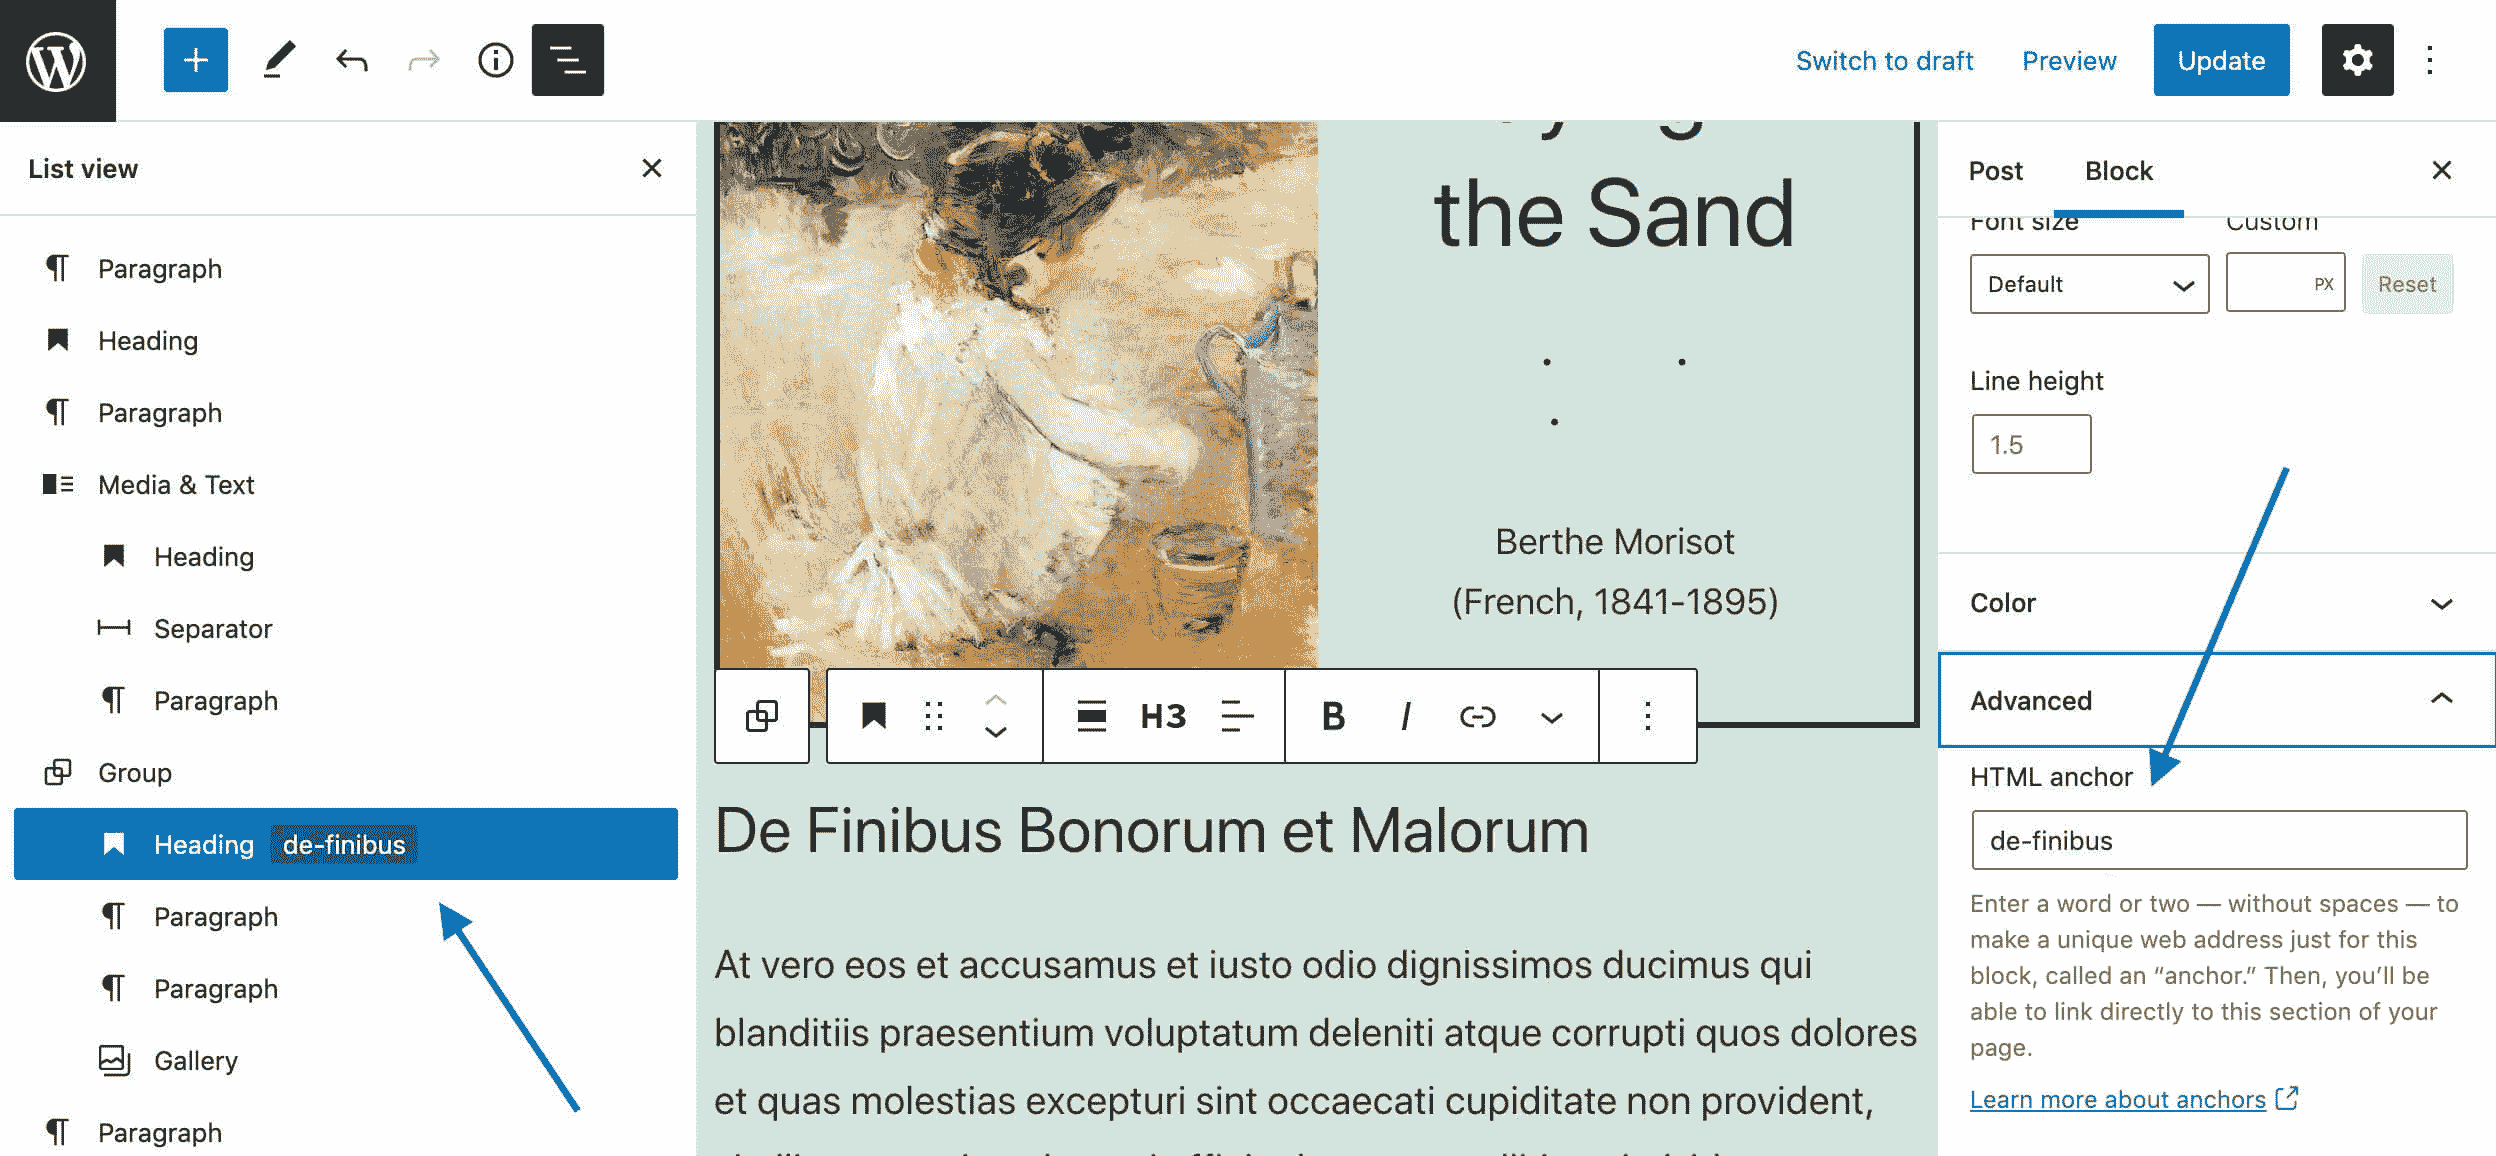 Switch to draft
Preview
Update
List view
Paragraph
Heading
Paragraph
Media & Text
Heading
Separator
Paragraph
Group
Heading de-finibus
Paragraph
Paragraph
Gallery
Paragraph
the Sand
Berthe Morisot
(French, 1841-1895)
H3
B I
De Finibus Bonorum et Malorum
At vero eos et accusamus et iusto odio dignissimos ducimus qui
blanditiis praesentium voluptatum deleniti atque corrupti quos dolores
et quas molestias excepturi sint occaecati cupiditate non provident,
Post
Block
Font size
Custom
Default
PX
Reset
Line height
1.5
Color
Advanced
HTML anchor
de-finibus
Enter a word or two — without spaces — to
make a unique web address just for this
block, called an “anchor.” Then, you’ll be
able to link directly to this section of your
page.
Learn more about anchors